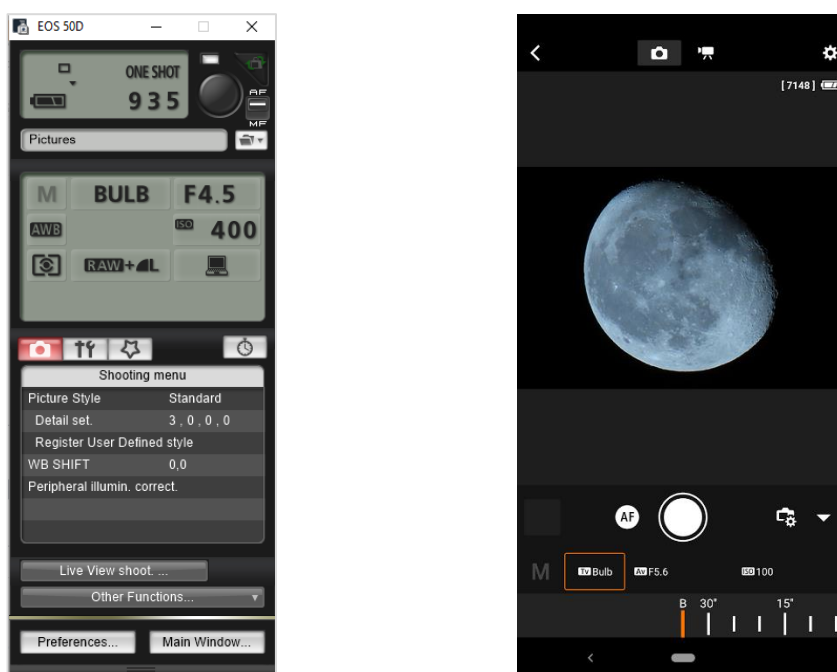 EOS 50D
ONE SHOT
935
AF
MF
Pictures
M BULB F4.5
AWB ISO 400
RAW+L
Shooting menu
Picture Style Standard
Detail set. 3 , 0 , 0 , 0
Register User Defined style
WB SHIFT 0,0
Peripheral illumin. correct.
Live View shoot. ...
Other Functions...
Preferences... Main Window...
[ 7148 ]
AF
M Tv Bulb Av F5.6 ISO 100
B 30" 15"